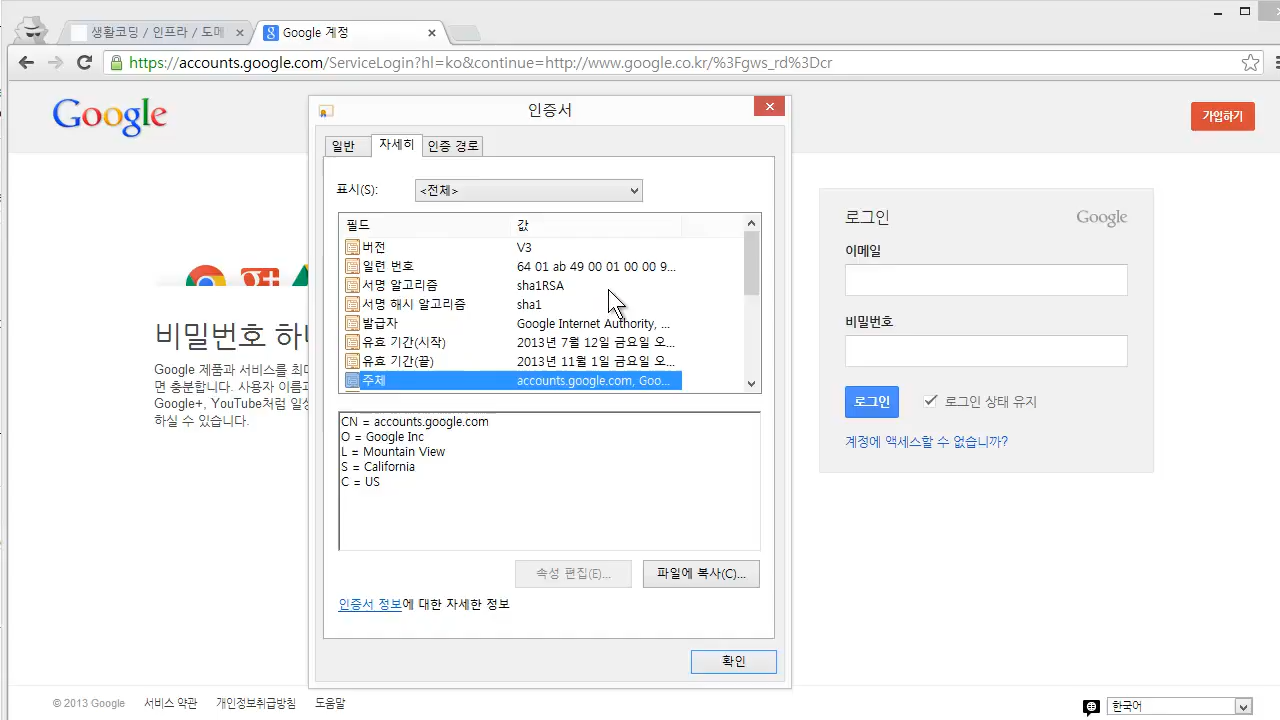 생활코딩 / 인프라 / 도메
Google 계정
https://accounts.google.com/ServiceLogin?hl=ko&continue=http://www.google.co.kr/%3Fgws_rd%3Dcr
Google
가입하기
인증서
일반
자세히
인증 경로
표시(S):
<전체>
필드
값
버전
V3
일련 번호
64 01 ab 49 00 01 00 00 9...
서명 알고리즘
sha1RSA
서명 해시 알고리즘
sha1
발급자
Google Internet Authority, ...
유효 기간(시작)
2013년 7월 12일 금요일 오...
유효 기간(끝)
2013년 11월 1일 금요일 오...
주체
accounts.google.com, Goo...
CN = accounts.google.com
O = Google Inc
L = Mountain View
S = California
C = US
속성 편집(E)...
파일에 복사(C)...
인증서 정보에 대한 자세한 정보
확인
비밀번호 하
Google 제품과 서비스를 최
면 충분합니다. 사용자 이름
Google+, YouTube처럼 일상
하실 수 있습니다.
로그인
Google
이메일
비밀번호
로그인
로그인 상태 유지
계정에 액세스할 수 없습니까?
© 2013 Google
서비스 약관
개인정보취급방침
도움말
한국어